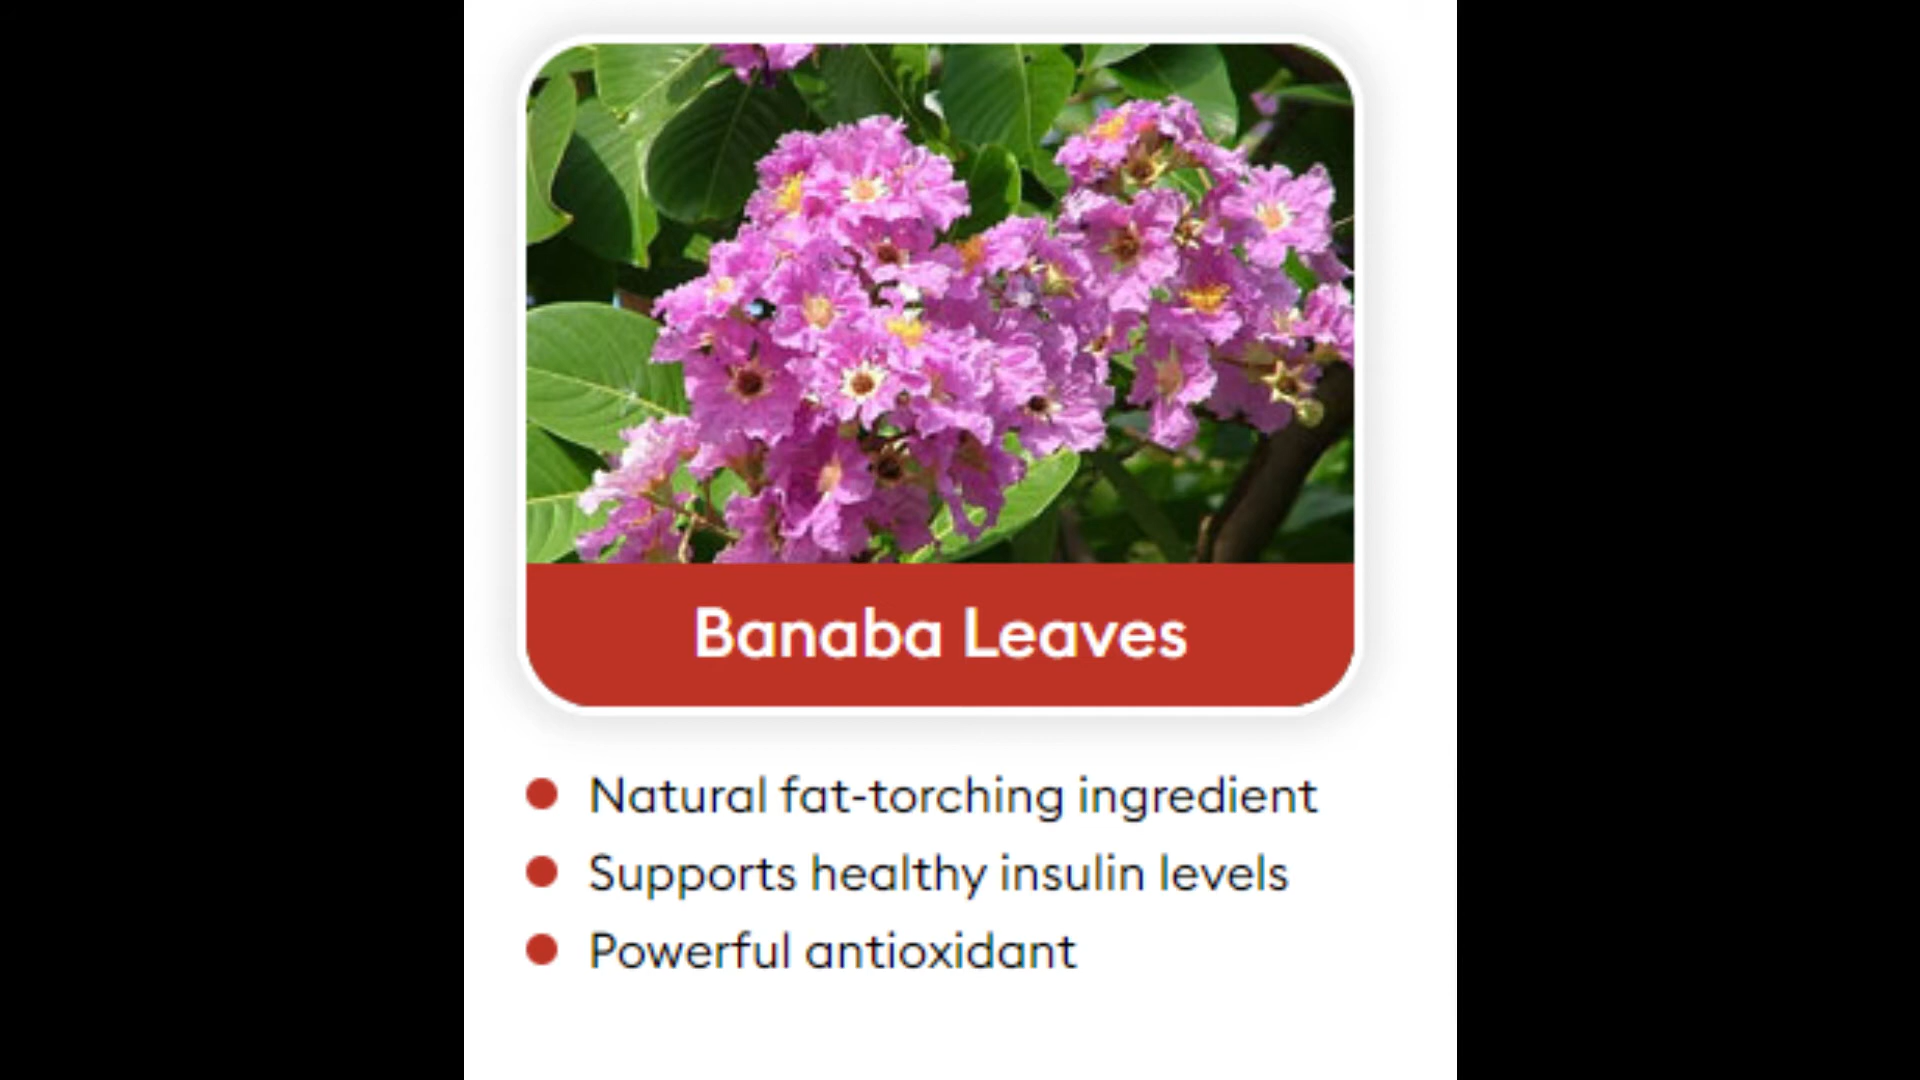 Banaba Leaves
Natural fat-torching ingredient
Supports healthy insulin levels
Powerful antioxidant